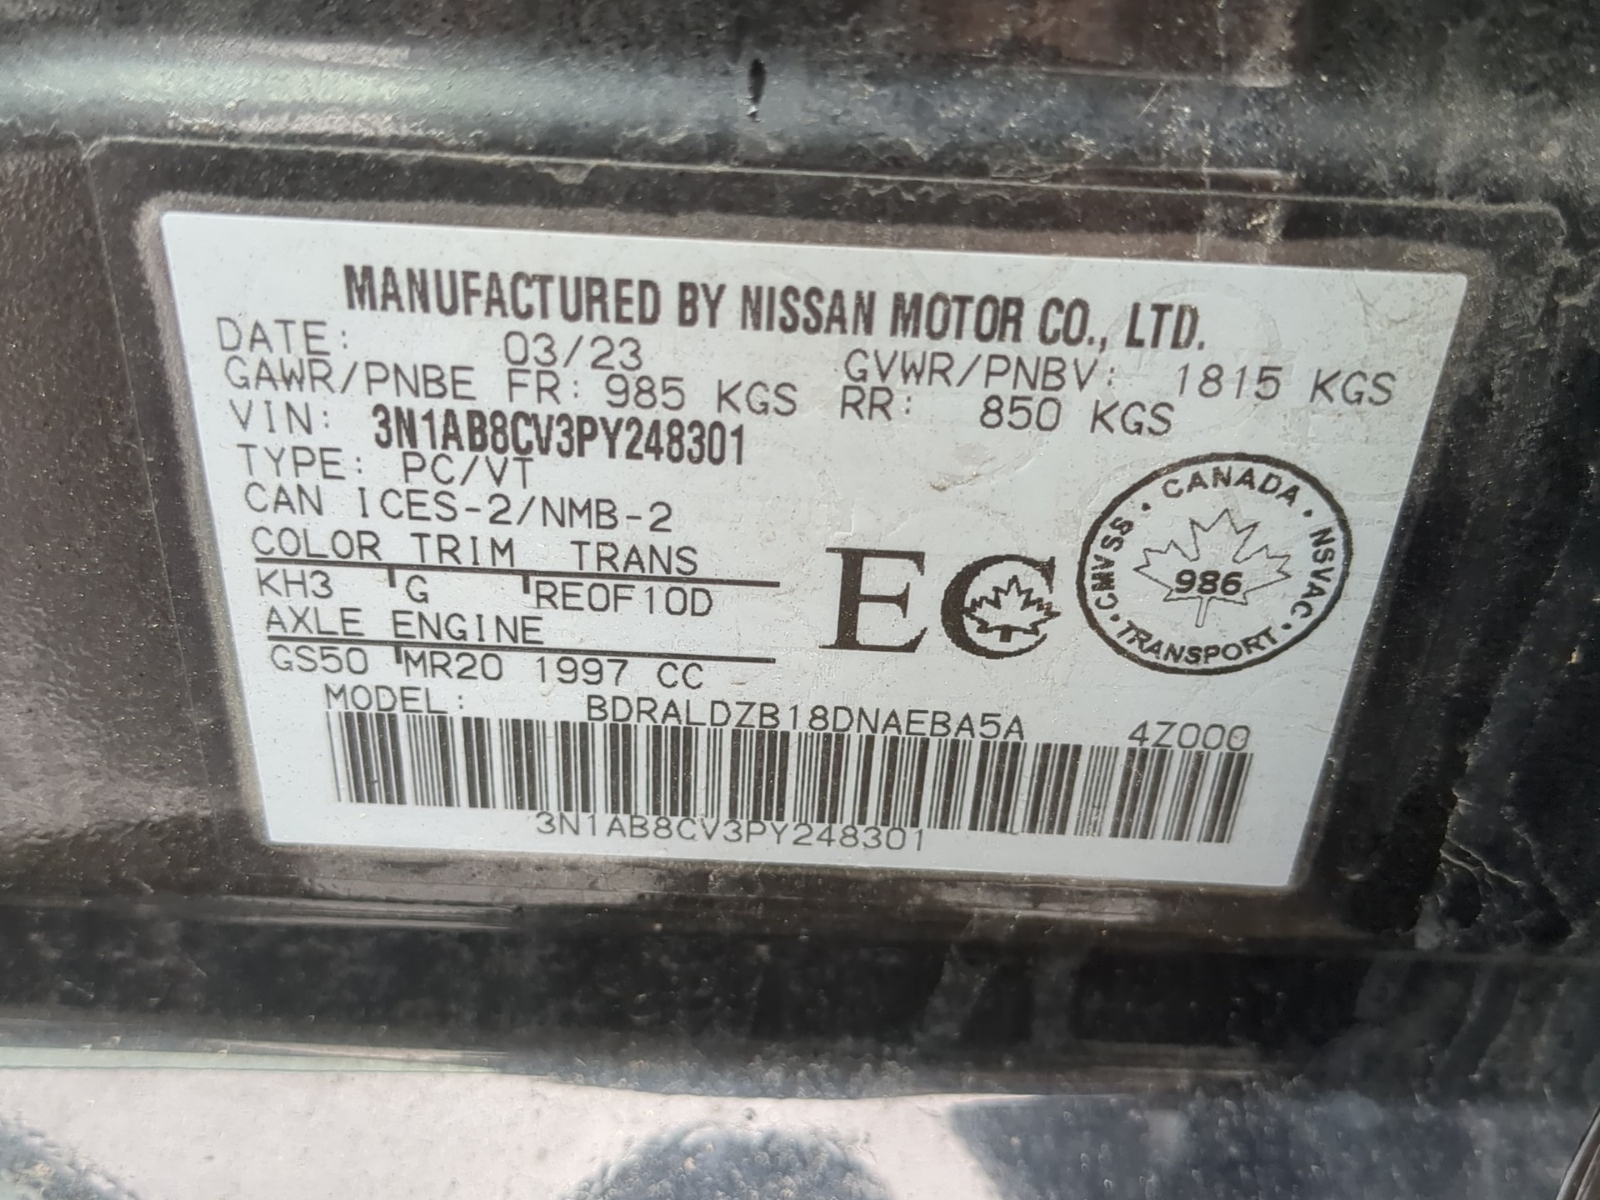 MANUFACTURED BY NISSAN MOTOR CO., LTD.
DATE: 03/23 GVWR/PNBV: 1815 KGS
GAWR/PNBE FR: 985 KGS RR: 850 KGS
VIN: 3N1AB8CV3PY248301
TYPE: PC/VT
CAN ICES-2/NMB-2
COLOR TRIM TRANS
KH3 G RE0F10D
AXLE ENGINE
GS50 MR20 1997 CC
EC
CANADA · NSVAC · TRANSPORT · CMVSS ·
986
MODEL: BDRALDZB18DNAEBA5A 4Z000
3N1AB8CV3PY248301